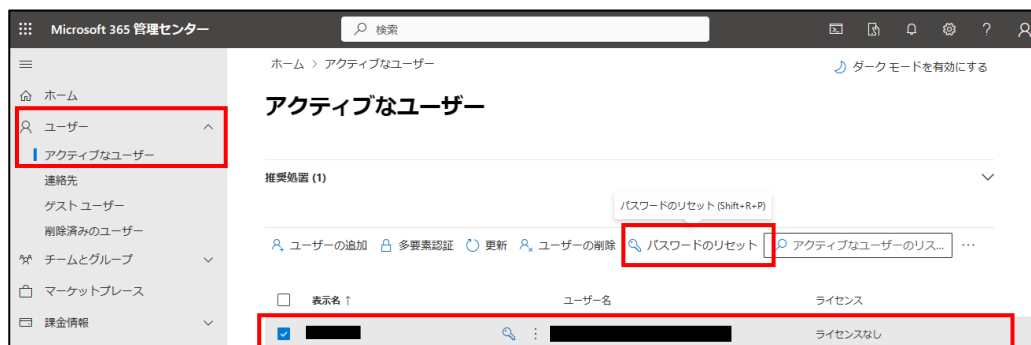 Microsoft 365 管理センター
検索
?
ホーム > アクティブなユーザー
ダーク モードを有効にする
ホーム
ユーザー
アクティブなユーザー
連絡先
ゲスト ユーザー
削除済みのユーザー
チームとグループ
マーケットプレース
課金情報
アクティブなユーザー
推奨処置 (1)
パスワードのリセット (Shift+R+P)
ユーザーの追加 多要素認証 更新 ユーザーの削除 パスワードのリセット アクティブなユーザーのリス... ...
表示名 ↑ ユーザー名 ライセンス
ライセンスなし